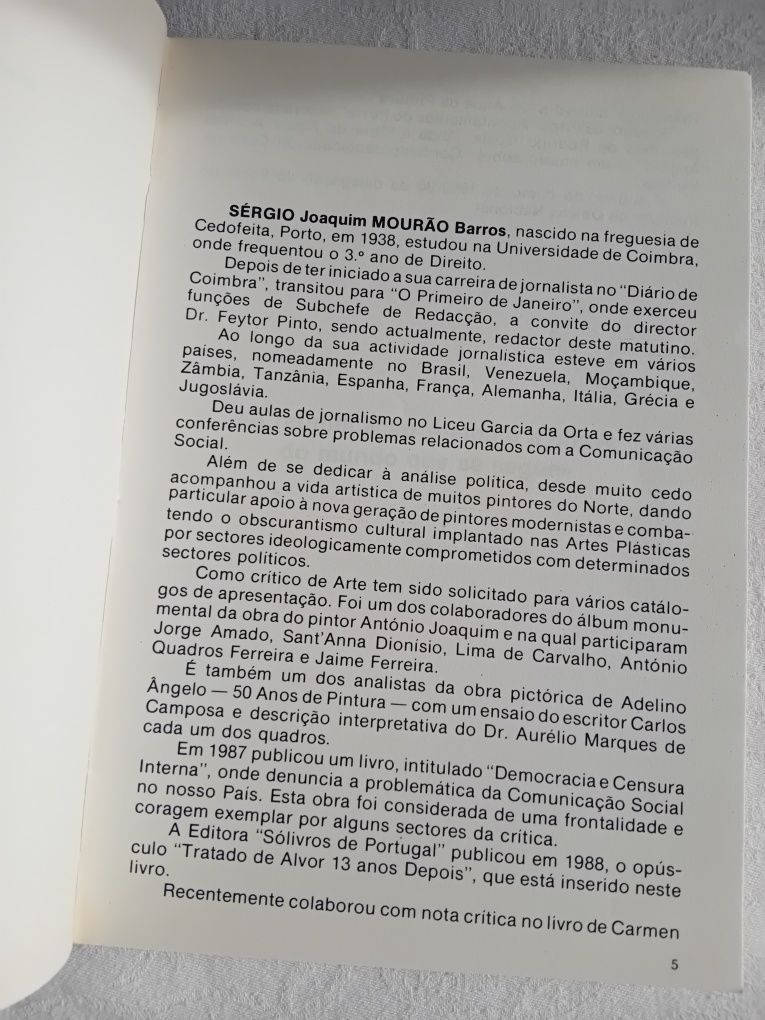 SÉRGIO Joaquim MOURÃO Barros, nascido na freguesia de
Cedofeita, Porto, em 1938, estudou na Universidade de Coimbra,
onde frequentou o 3.º ano de Direito.
Depois de ter iniciado a sua carreira de jornalista no "Diário de
Coimbra", transitou para "O Primeiro de Janeiro", onde exerceu
funções de Subchefe de Redacção, a convite do director
Dr. Feytor Pinto, sendo actualmente, redactor deste matutino.
Ao longo da sua actividade jornalística esteve em vários
países, nomeadamente no Brasil, Venezuela, Moçambique,
Zâmbia, Tanzânia, Espanha, França, Alemanha, Itália, Grécia e
Jugoslávia.
Deu aulas de jornalismo no Liceu Garcia da Orta e fez várias
conferências sobre problemas relacionados com a Comunicação
Social.
Além de se dedicar à análise política, desde muito cedo
acompanhou a vida artística de muitos pintores do Norte, dando
particular apoio à nova geração de pintores modernistas e comba-
tendo o obscurantismo cultural implantado nas Artes Plásticas
por sectores ideologicamente comprometidos com determinados
sectores políticos.
Como crítico de Arte tem sido solicitado para vários catálo-
gos de apresentação. Foi um dos colaboradores do álbum monu-
mental da obra do pintor António Joaquim e na qual participaram
Jorge Amado, Sant'Anna Dionísio, Lima de Carvalho, António
Quadros Ferreira e Jaime Ferreira.
É também um dos analistas da obra pictórica de Adelino
Ângelo — 50 Anos de Pintura — com um ensaio do escritor Carlos
Camposa e descrição interpretativa do Dr. Aurélio Marques de
cada um dos quadros.
Em 1987 publicou um livro, intitulado "Democracia e Censura
Interna", onde denuncia a problemática da Comunicação Social
no nosso País. Esta obra foi considerada de uma frontalidade e
coragem exemplar por alguns sectores da crítica.
A Editora "Sólivros de Portugal" publicou em 1988, o opús-
culo "Tratado de Alvor 13 anos Depois", que está inserido neste
livro.
Recentemente colaborou com nota crítica no livro de Carmen
5